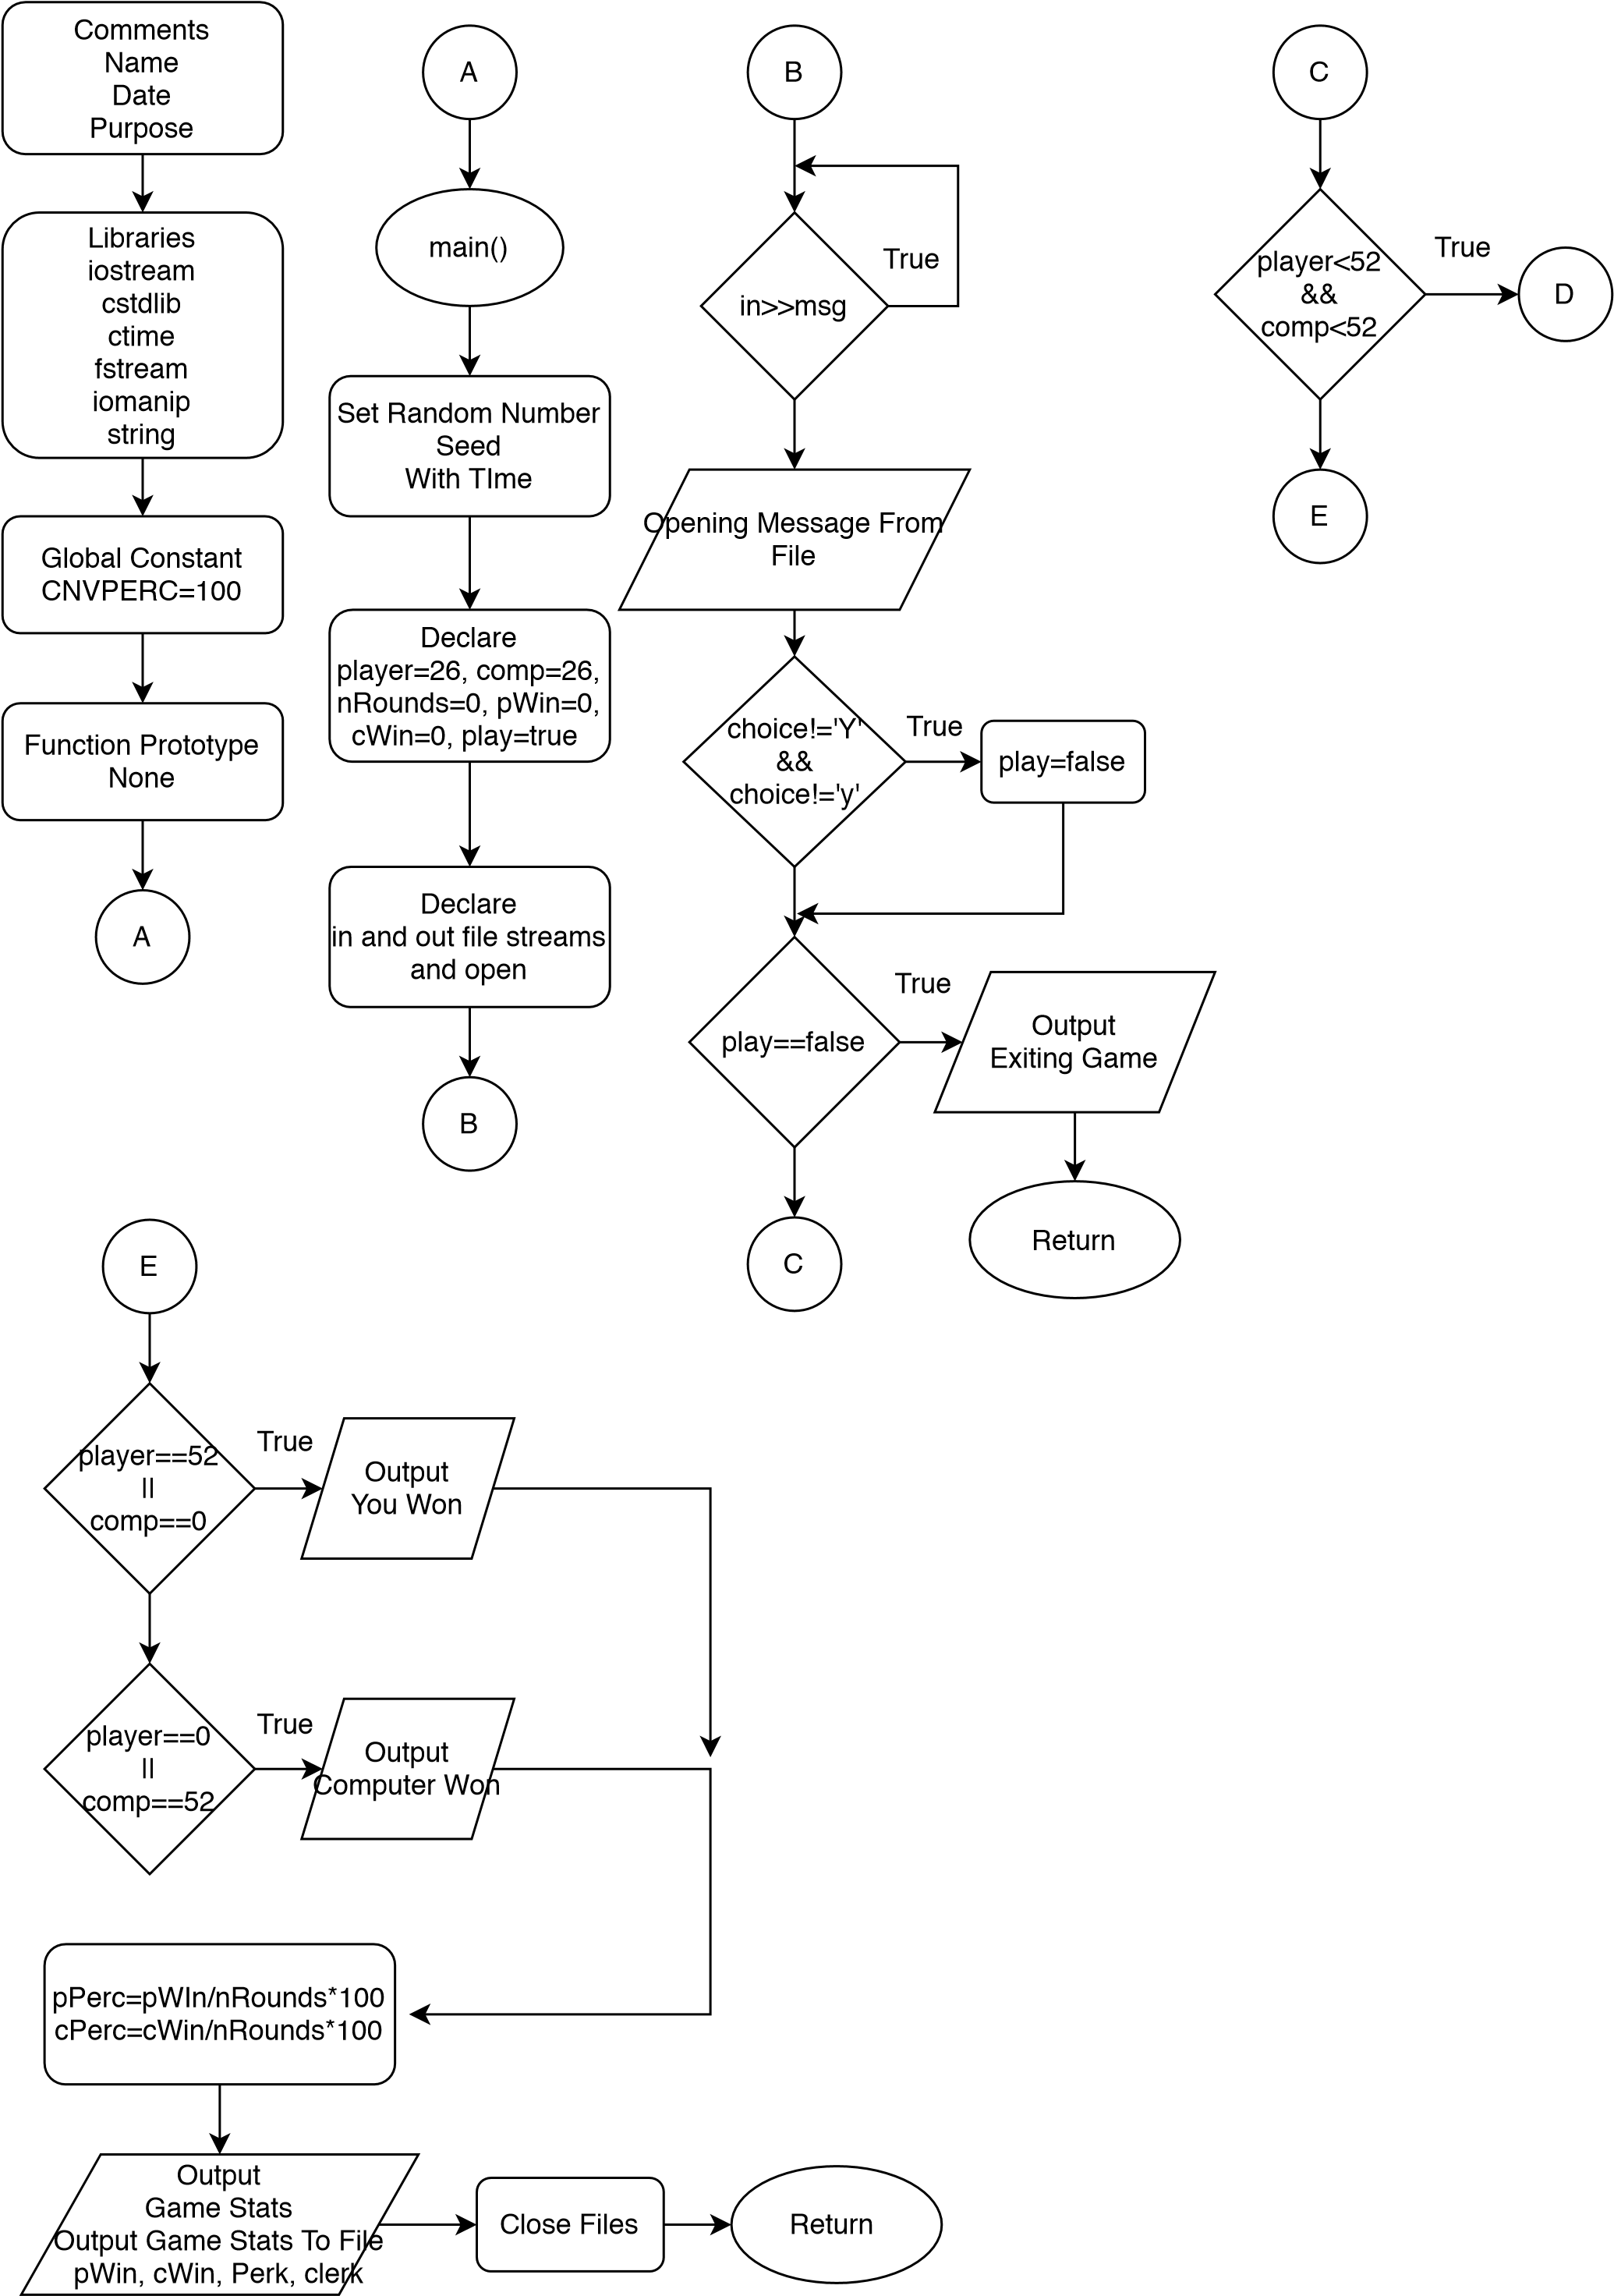 Comments
Name
Date
Purpose
Libraries
iostream
cstdlib
ctime
fstream
iomanip
string
Global Constant
CNVPERC=100
Function Prototype
None
A
A
main()
Set Random Number
Seed
With TIme
Declare
player=26, comp=26,
nRounds=0, pWin=0,
cWin=0, play=true
Declare
in and out file streams
and open
B
B
in>>msg
True
Opening Message From
File
choice!='Y'
&&
choice!='y'
True
play=false
play==false
True
Output
Exiting Game
Return
C
C
player<52
&&
comp<52
True
D
E
E
player==52
||
comp==0
True
Output
You Won
player==0
||
comp==52
True
Output
Computer Won
pPerc=pWIn/nRounds*100
cPerc=cWin/nRounds*100
Output
Game Stats
Output Game Stats To File
pWin, cWin, Perk, clerk
Close Files
Return